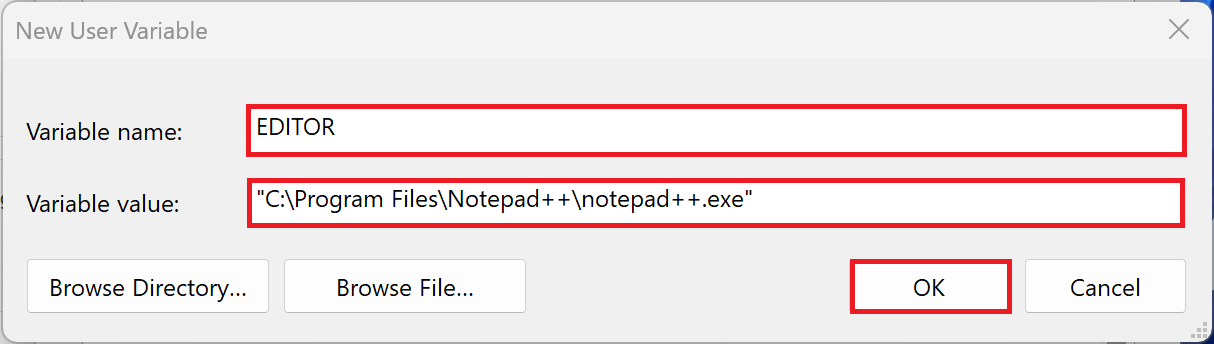 New User Variable
Variable name:
EDITOR
Variable value:
"C:\Program Files\Notepad++\notepad++.exe"
Browse Directory...
Browse File...
OK
Cancel